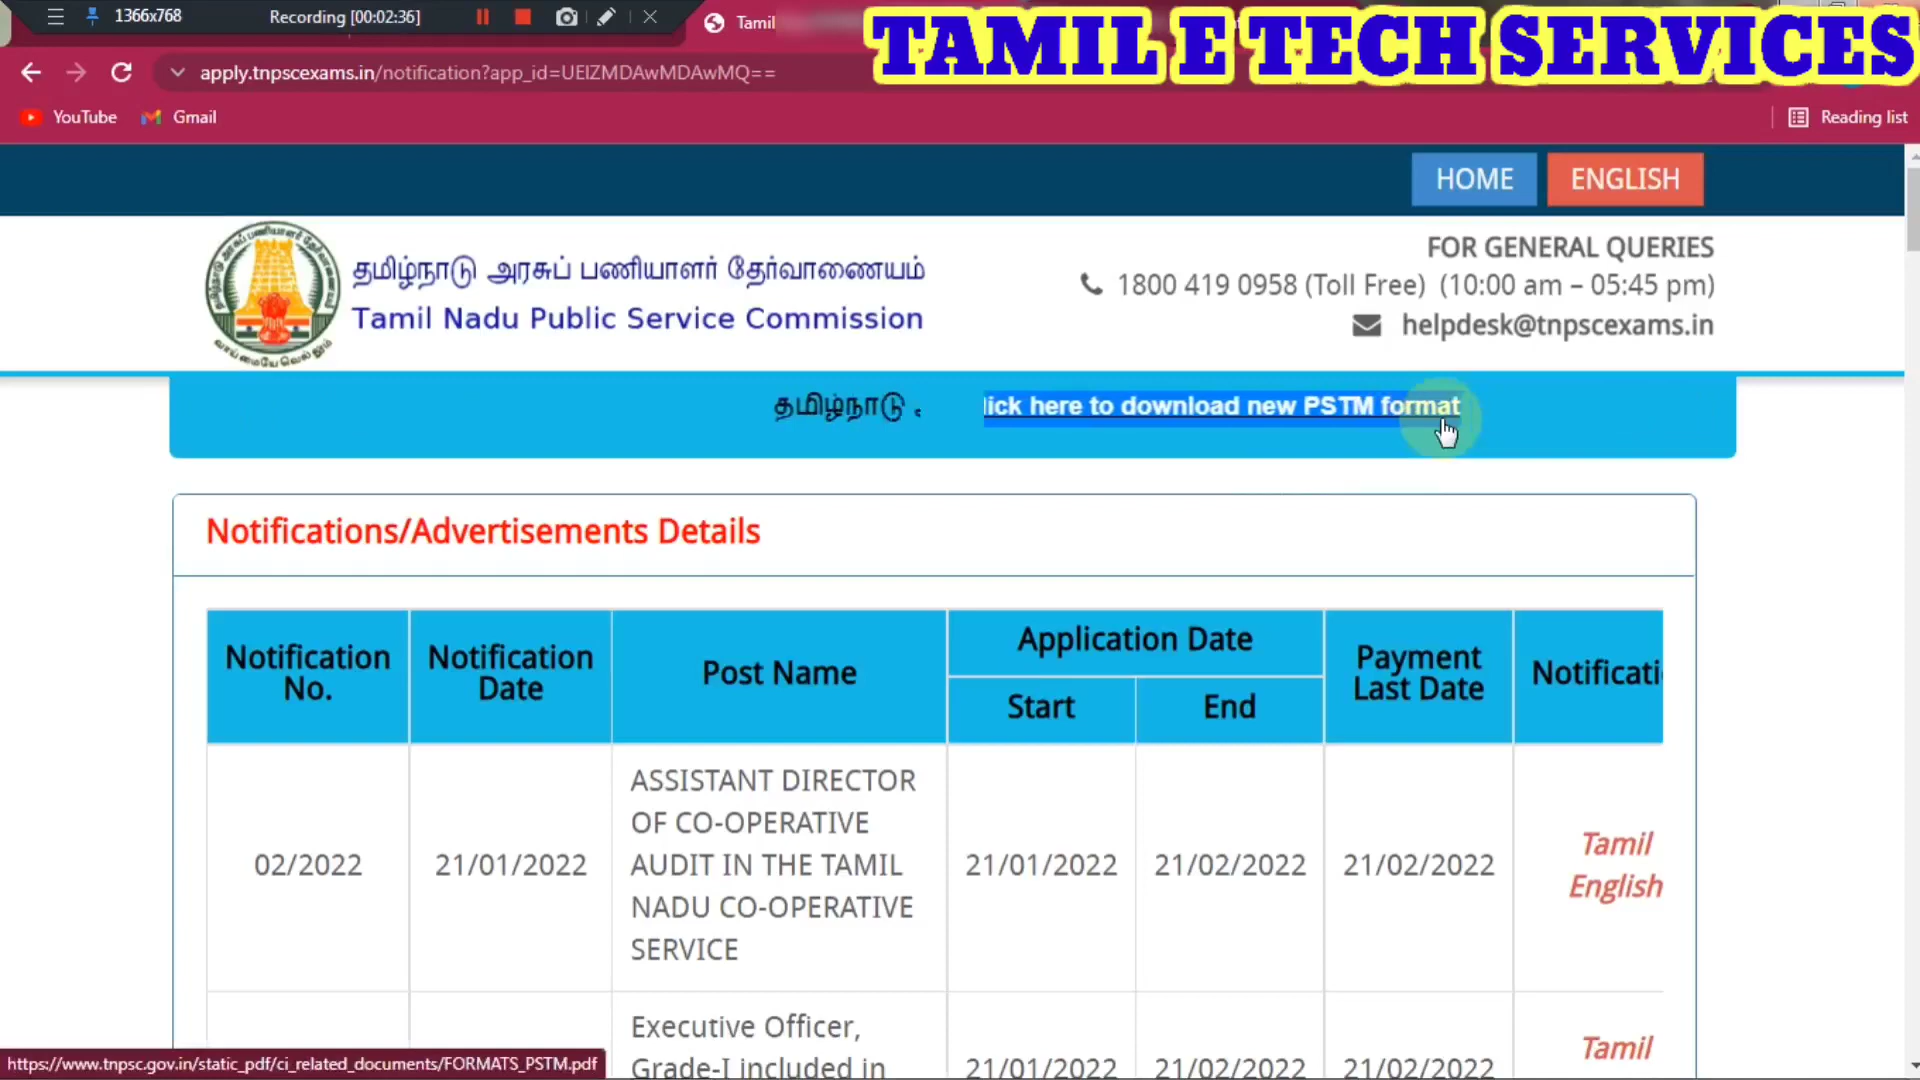 1366x768
Recording [00:02:36]
Tamil
TAMIL E TECH SERVICES
apply.tnpscexams.in/notification?app_id=UElZMDAwMDAwMQ==
YouTube
Gmail
Reading list
HOME
ENGLISH
தமிழ்நாடு அரசுப் பணியாளர் தேர்வாணையம்
Tamil Nadu Public Service Commission
வாய்மையே வெல்லும்
FOR GENERAL QUERIES
1800 419 0958 (Toll Free) (10:00 am – 05:45 pm)
helpdesk@tnpscexams.in
தமிழ்நாடு
lick here to download new PSTM format
Notifications/Advertisements Details
Notification No.
Notification Date
Post Name
Application Date
Start
End
Payment Last Date
Notificati
02/2022
21/01/2022
ASSISTANT DIRECTOR
OF CO-OPERATIVE
AUDIT IN THE TAMIL
NADU CO-OPERATIVE
SERVICE
21/01/2022
21/02/2022
21/02/2022
Tamil
English
Executive Officer,
Grade-I included in
21/01/2022
21/02/2022
21/02/2022
Tamil
https://www.tnpsc.gov.in/static_pdf/ci_related_documents/FORMATS_PSTM.pdf